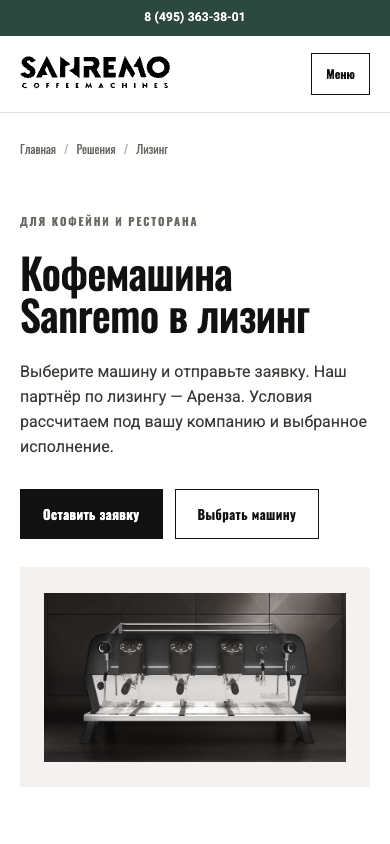 8 (495) 363-38-01
SANREMO
COFFEEMACHINES
Меню
Главная / Решения / Лизинг
ДЛЯ КОФЕЙНИ И РЕСТОРАНА
Кофемашина
Sanremo в лизинг
Выберите машину и отправьте заявку. Наш
партнёр по лизингу — Аренза. Условия
рассчитаем под вашу компанию и выбранное
исполнение.
Оставить заявку
Выбрать машину